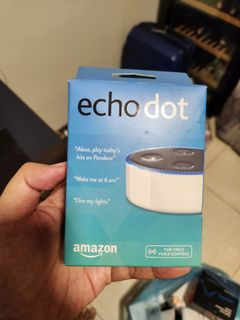 echo dot
"Alexa, play today's
hits on Pandora"
"Wake me at 6 am"
"Dim my lights"
amazon
FAR-FIELD
VOICE CONTROL